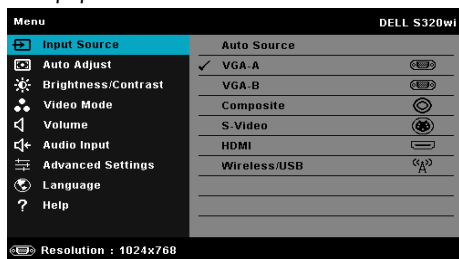 Menu DELL S320wi
Input Source Auto Source
Auto Adjust VGA-A
Brightness/Contrast VGA-B
Video Mode Composite
Volume S-Video
Audio Input HDMI
Advanced Settings Wireless/USB
Language
Help
Resolution : 1024x768